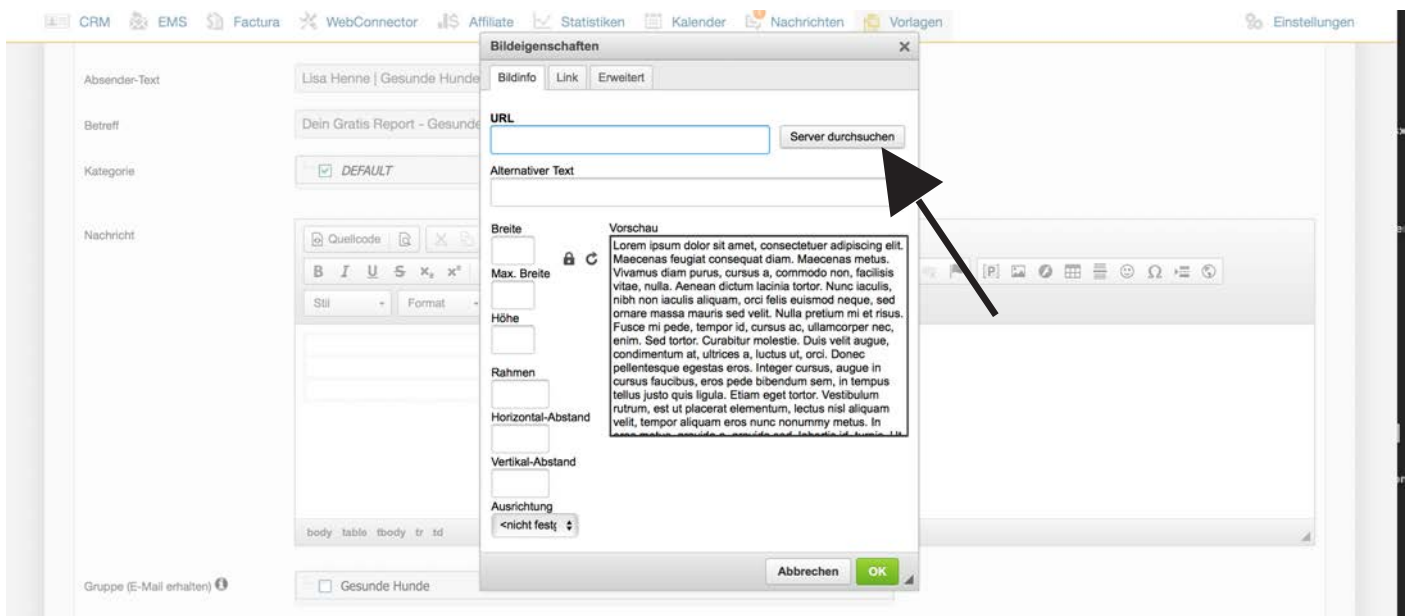 CRM EMS Factura WebConnector Affiliate Statistiken Kalender Nachrichten Vorlagen Einstellungen
Absender-Text
Lisa Henne | Gesunde Hunde
Betreff
Dein Gratis Report - Gesunde
Kategorie
DEFAULT
Nachricht
Quellcode
B I U S x₂ x²
Stil Format
body table tbody tr td
Gruppe (E-Mail erhalten)
Gesunde Hunde
Bildeigenschaften
Bildinfo Link Erweitert
URL
Server durchsuchen
Alternativer Text
Breite
Max. Breite
Höhe
Rahmen
Horizontal-Abstand
Vertikal-Abstand
Ausrichtung
<nicht festg
Vorschau
Lorem ipsum dolor sit amet, consectetuer adipiscing elit.
Maecenas feugiat consequat diam. Maecenas metus.
Vivamus diam purus, cursus a, commodo non, facilisis
vitae, nulla. Aenean dictum lacinia tortor. Nunc iaculis,
nibh non iaculis aliquam, orci felis euismod neque, sed
ornare massa mauris sed velit. Nulla pretium mi et risus.
Fusce mi pede, tempor id, cursus ac, ullamcorper nec,
enim. Sed tortor. Curabitur molestie. Duis velit augue,
condimentum at, ultrices a, luctus ut, orci. Donec
pellentesque egestas eros. Integer cursus, augue in
cursus faucibus, eros pede bibendum sem, in tempus
tellus justo quis ligula. Etiam eget tortor. Vestibulum
rutrum, est ut placerat elementum, lectus nisl aliquam
velit, tempor aliquam eros nunc nonummy metus. In
Abbrechen OK